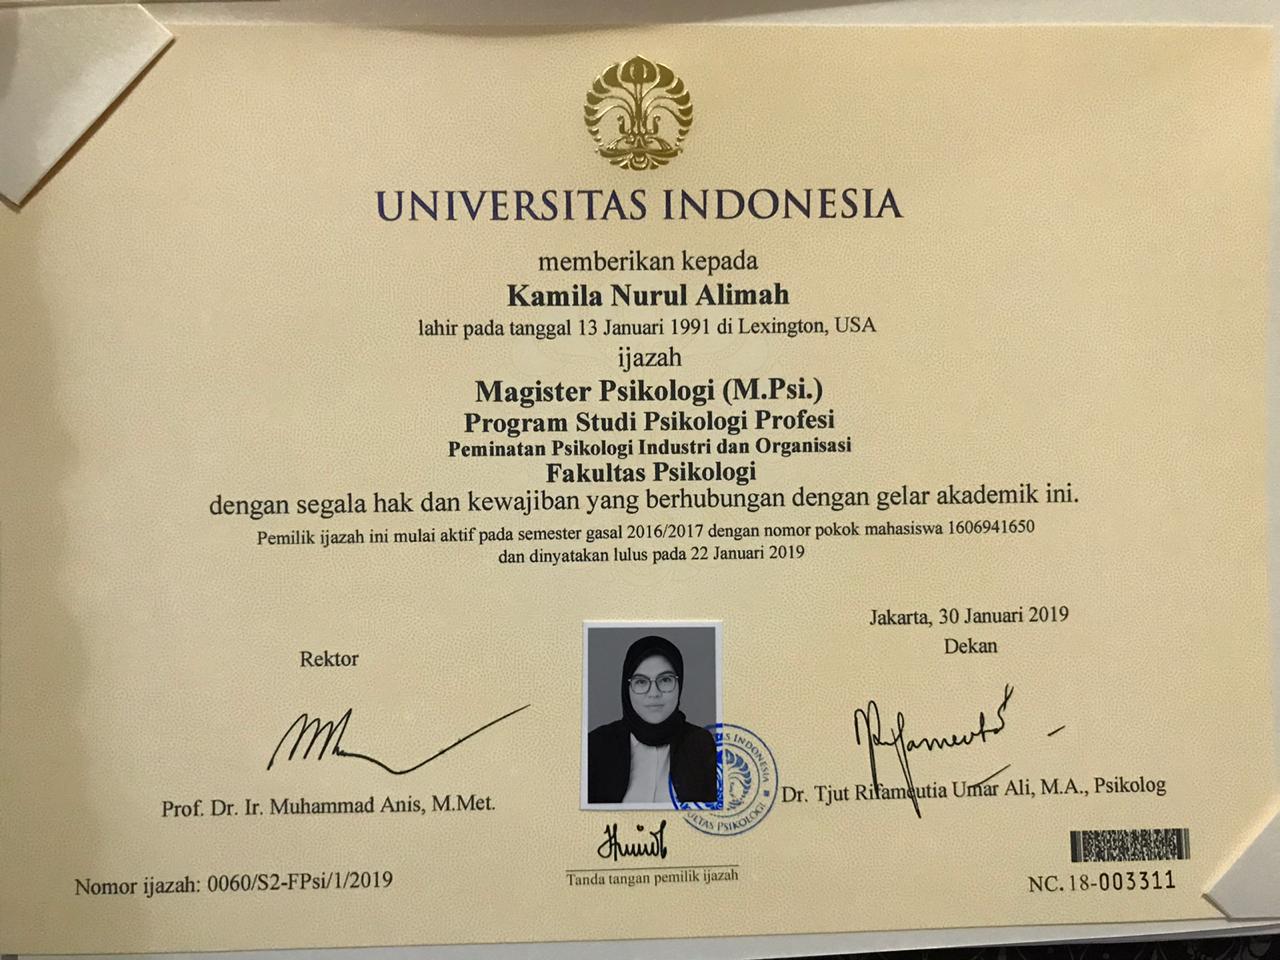 UNIVERSITAS INDONESIA
memberikan kepada
Kamila Nurul Alimah
lahir pada tanggal 13 Januari 1991 di Lexington, USA
ijazah
Magister Psikologi (M.Psi.)
Program Studi Psikologi Profesi
Peminatan Psikologi Industri dan Organisasi
Fakultas Psikologi
dengan segala hak dan kewajiban yang berhubungan dengan gelar akademik ini.
Pemilik ijazah ini mulai aktif pada semester gasal 2016/2017 dengan nomor pokok mahasiswa 1606941650
dan dinyatakan lulus pada 22 Januari 2019
Jakarta, 30 Januari 2019
Rektor
Dekan
Prof. Dr. Ir. Muhammad Anis, M.Met.
Dr. Tjut Rifameutia Umar Ali, M.A., Psikolog
INDONESIA
PSIKOLOGI
Tanda tangan pemilik ijazah
Nomor ijazah: 0060/S2-FPsi/1/2019
NC. 18-003311